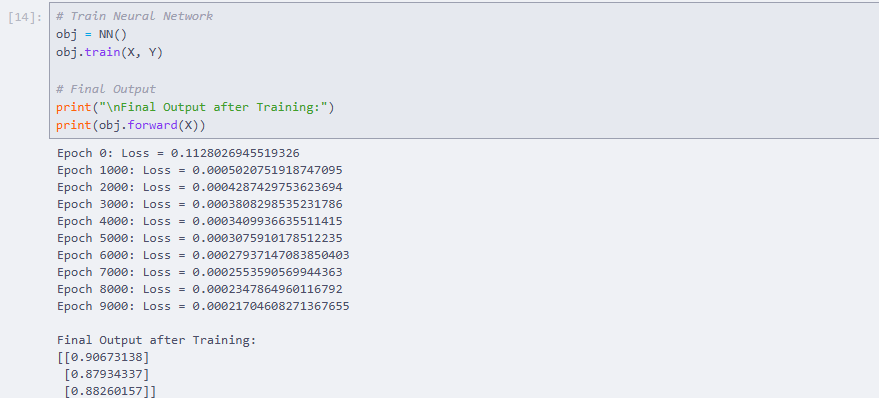 [14]: # Train Neural Network
obj = NN()
obj.train(X, Y)
# Final Output
print("\nFinal Output after Training:")
print(obj.forward(X))
Epoch 0: Loss = 0.1128026945519326
Epoch 1000: Loss = 0.0005020751918747095
Epoch 2000: Loss = 0.0004287429753623694
Epoch 3000: Loss = 0.0003808298535231786
Epoch 4000: Loss = 0.0003409936635511415
Epoch 5000: Loss = 0.0003075910178512235
Epoch 6000: Loss = 0.00027937147083850403
Epoch 7000: Loss = 0.0002553590569944363
Epoch 8000: Loss = 0.0002347864960116792
Epoch 9000: Loss = 0.00021704608271367655
Final Output after Training:
[[0.90673138]
[0.87934337]
[0.88260157]]